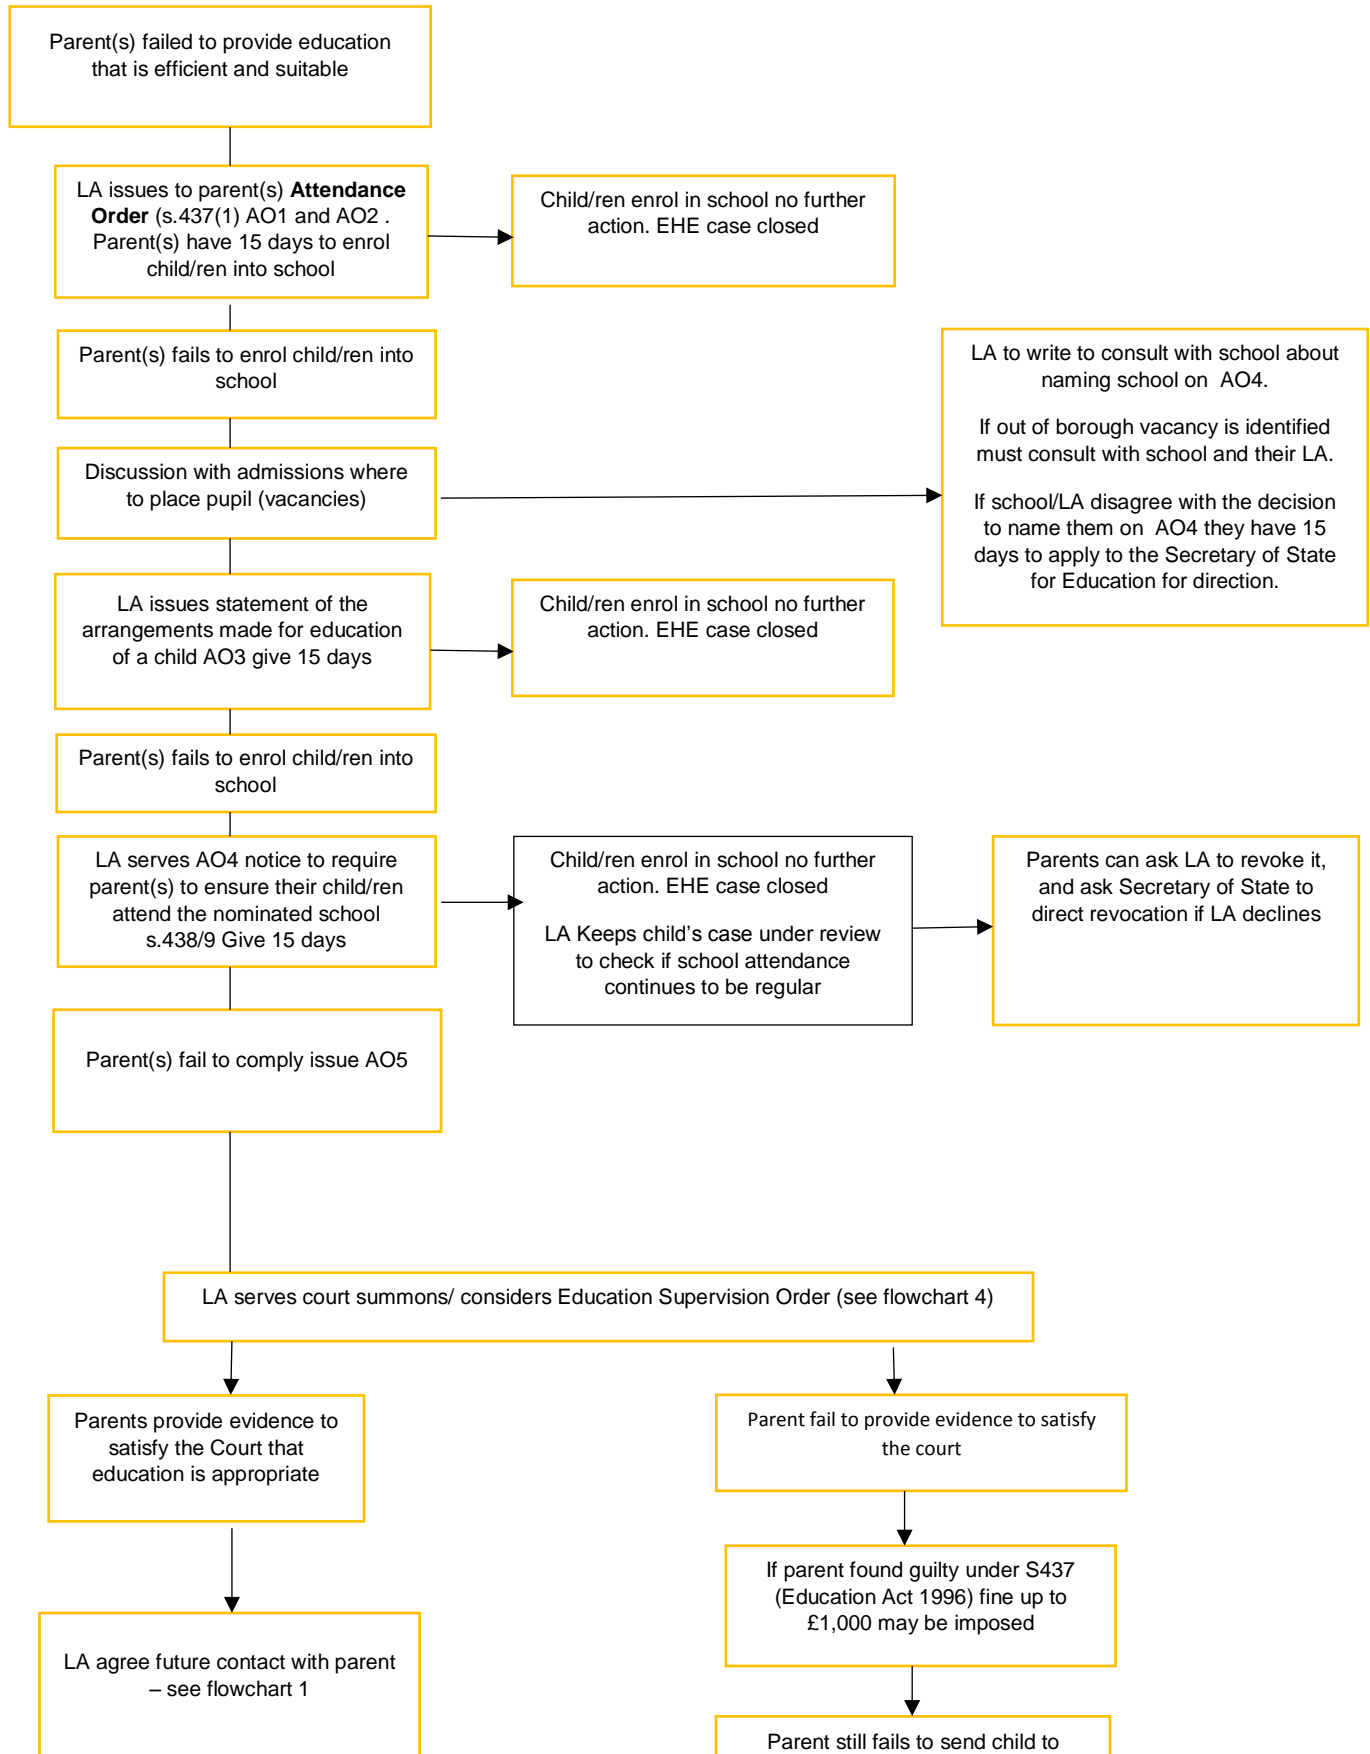 Parent(s) failed to provide education
that is efficient and suitable
LA issues to parent(s) Attendance
Order (s.437(1) AO1 and AO2 .
Parent(s) have 15 days to enrol
child/ren into school
Child/ren enrol in school no further
action. EHE case closed
Parent(s) fails to enrol child/ren into
school
Discussion with admissions where
to place pupil (vacancies)
LA to write to consult with school about
naming school on  AO4.
If out of borough vacancy is identified
must consult with school and their LA.
If school/LA disagree with the decision
to name them on  AO4 they have 15
days to apply to the Secretary of State
for Education for direction.
LA issues statement of the
arrangements made for education
of a child AO3 give 15 days
Child/ren enrol in school no further
action. EHE case closed
Parent(s) fails to enrol child/ren into
school
LA serves AO4 notice to require
parent(s) to ensure their child/ren
attend the nominated school
s.438/9 Give 15 days
Child/ren enrol in school no further
action. EHE case closed
LA Keeps child’s case under review
to check if school attendance
continues to be regular
Parents can ask LA to revoke it,
and ask Secretary of State to
direct revocation if LA declines
Parent(s) fail to comply issue AO5
LA serves court summons/ considers Education Supervision Order (see flowchart 4)
Parents provide evidence to
satisfy the Court that
education is appropriate
Parent fail to provide evidence to satisfy
the court
If parent found guilty under S437
(Education Act 1996) fine up to
£1,000 may be imposed
LA agree future contact with parent
– see flowchart 1
Parent still fails to send child to